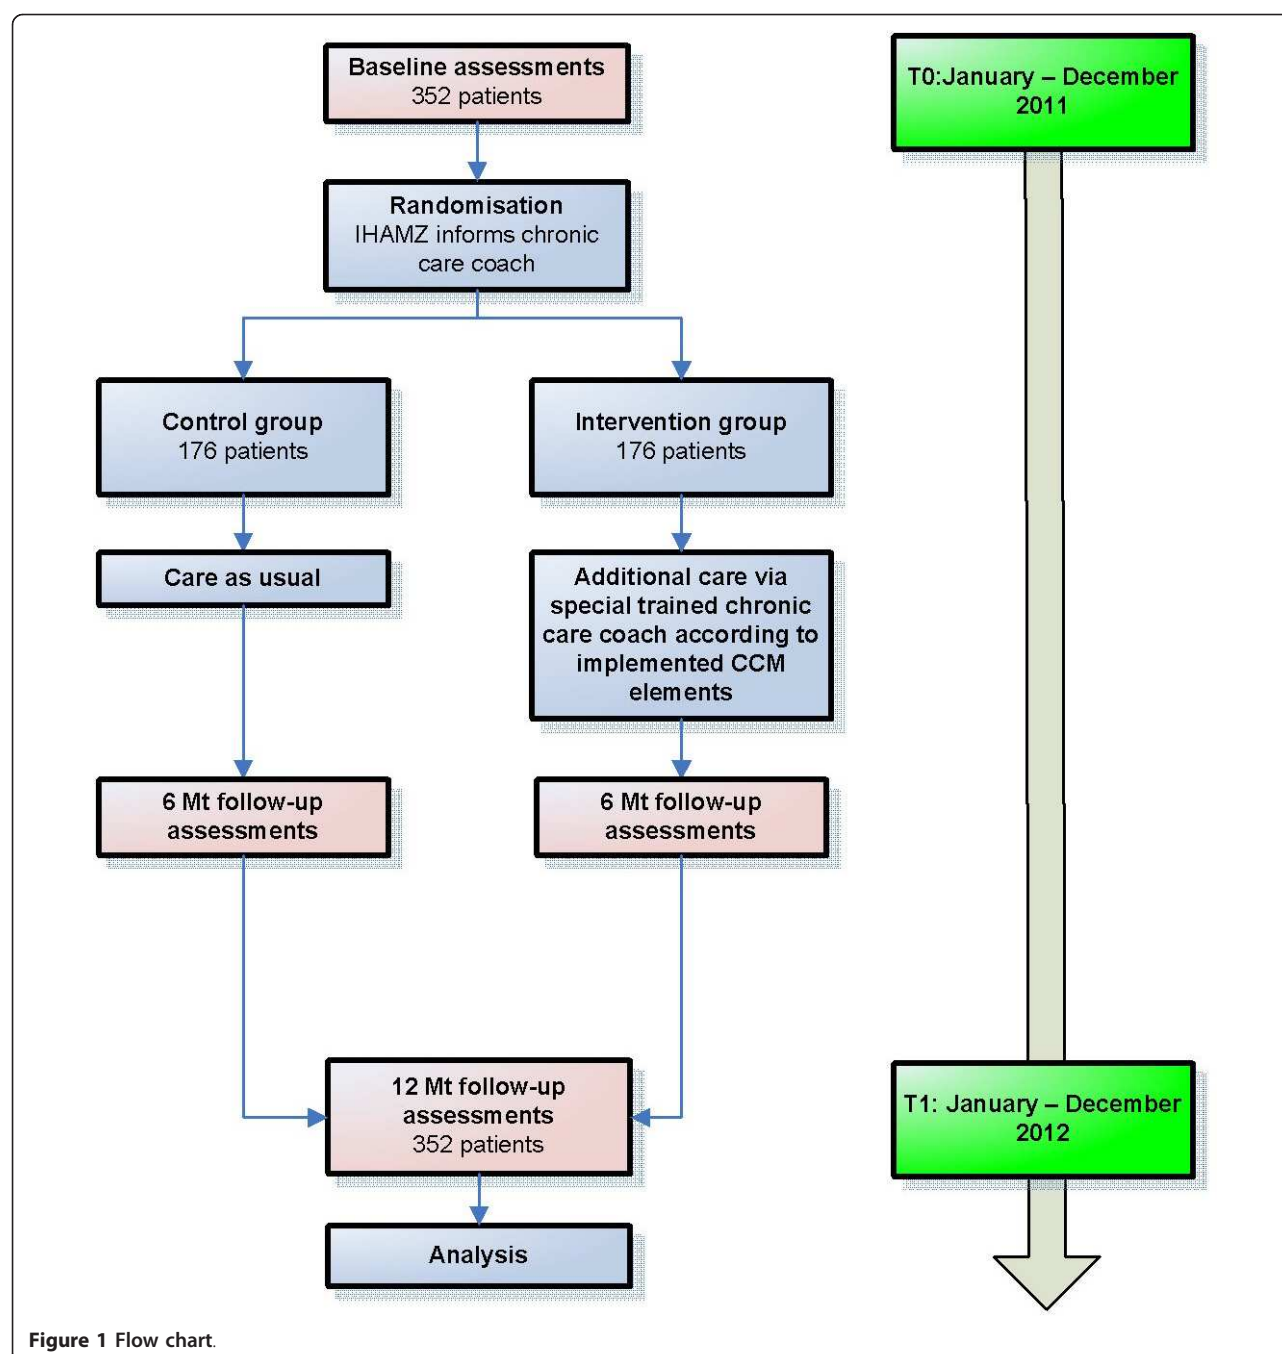 Baseline assessments
352 patients
T0:January – December
2011
Randomisation
IHAMZ informs chronic
care coach
Control group
176 patients
Intervention group
176 patients
Care as usual
Additional care via
special trained chronic
care coach according to
implemented CCM
elements
6 Mt follow-up
assessments
6 Mt follow-up
assessments
12 Mt follow-up
assessments
352 patients
T1: January – December
2012
Analysis
Figure 1 Flow chart.